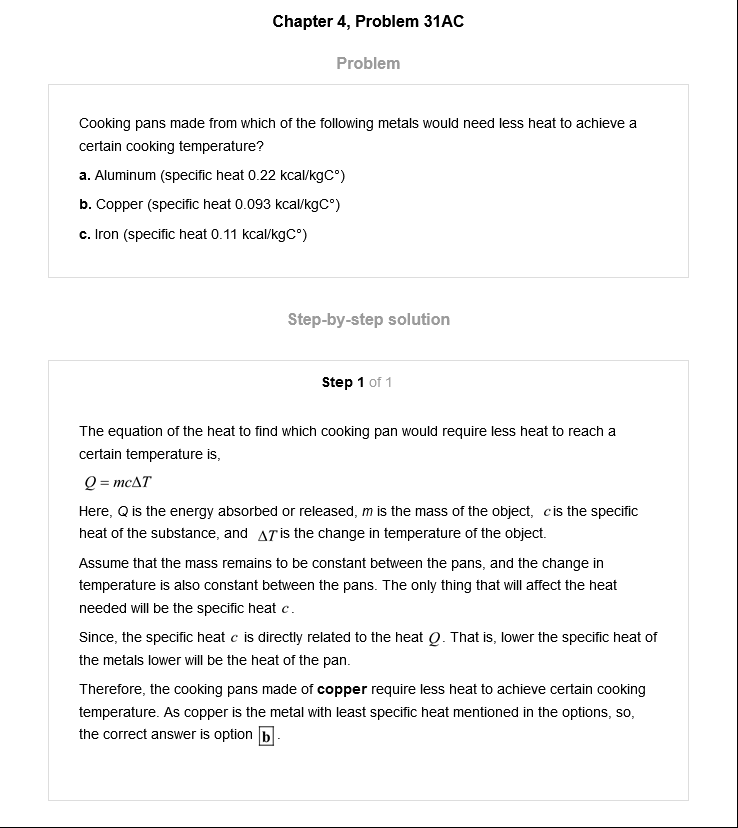 Chapter 4, Problem 31AC
Problem
Cooking pans made from which of the following metals would need less heat to achieve a
certain cooking temperature?
a. Aluminum (specific heat 0.22 kcal/kgC°)
b. Copper (specific heat 0.093 kcal/kgC°)
c. Iron (specific heat 0.11 kcal/kgC°)
Step-by-step solution
Step 1 of 1
The equation of the heat to find which cooking pan would require less heat to reach a
certain temperature is,
Q = mcΔT
Here, Q is the energy absorbed or released, m is the mass of the object, c is the specific
heat of the substance, and ΔT is the change in temperature of the object.
Assume that the mass remains to be constant between the pans, and the change in
temperature is also constant between the pans. The only thing that will affect the heat
needed will be the specific heat c.
Since, the specific heat c is directly related to the heat Q. That is, lower the specific heat of
the metals lower will be the heat of the pan.
Therefore, the cooking pans made of copper require less heat to achieve certain cooking
temperature. As copper is the metal with least specific heat mentioned in the options, so,
the correct answer is option b.